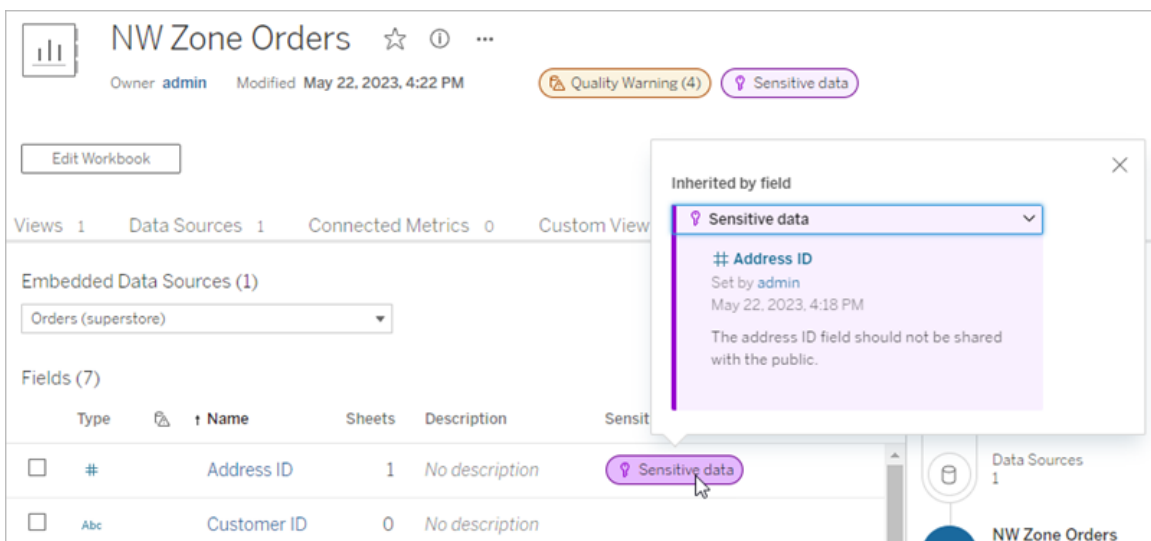 NW Zone Orders
Owner admin Modified May 22, 2023, 4:22 PM
Quality Warning (4)
Sensitive data
Edit Workbook
Views 1 Data Sources 1 Connected Metrics 0 Custom View
Embedded Data Sources (1)
Orders (superstore)
Fields (7)
Type ↑ Name Sheets Description Sensit
# Address ID 1 No description Sensitive data
Abc Customer ID 0 No description
Inherited by field
Sensitive data
# Address ID
Set by admin
May 22, 2023, 4:18 PM
The address ID field should not be shared
with the public.
Data Sources
1
NW Zone Orders